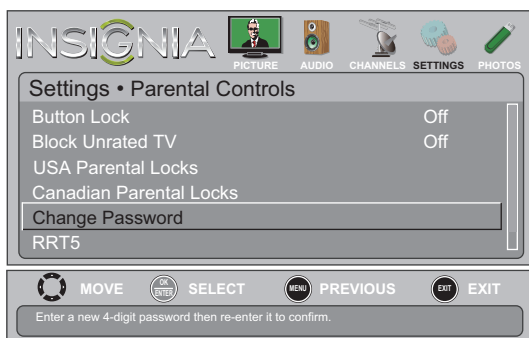 INSIGNIA
PICTURE AUDIO CHANNELS SETTINGS PHOTOS
Settings • Parental Controls
Button Lock Off
Block Unrated TV Off
USA Parental Locks
Canadian Parental Locks
Change Password
RRT5
MOVE OK ENTER SELECT MENU PREVIOUS EXIT EXIT
Enter a new 4-digit password then re-enter it to confirm.